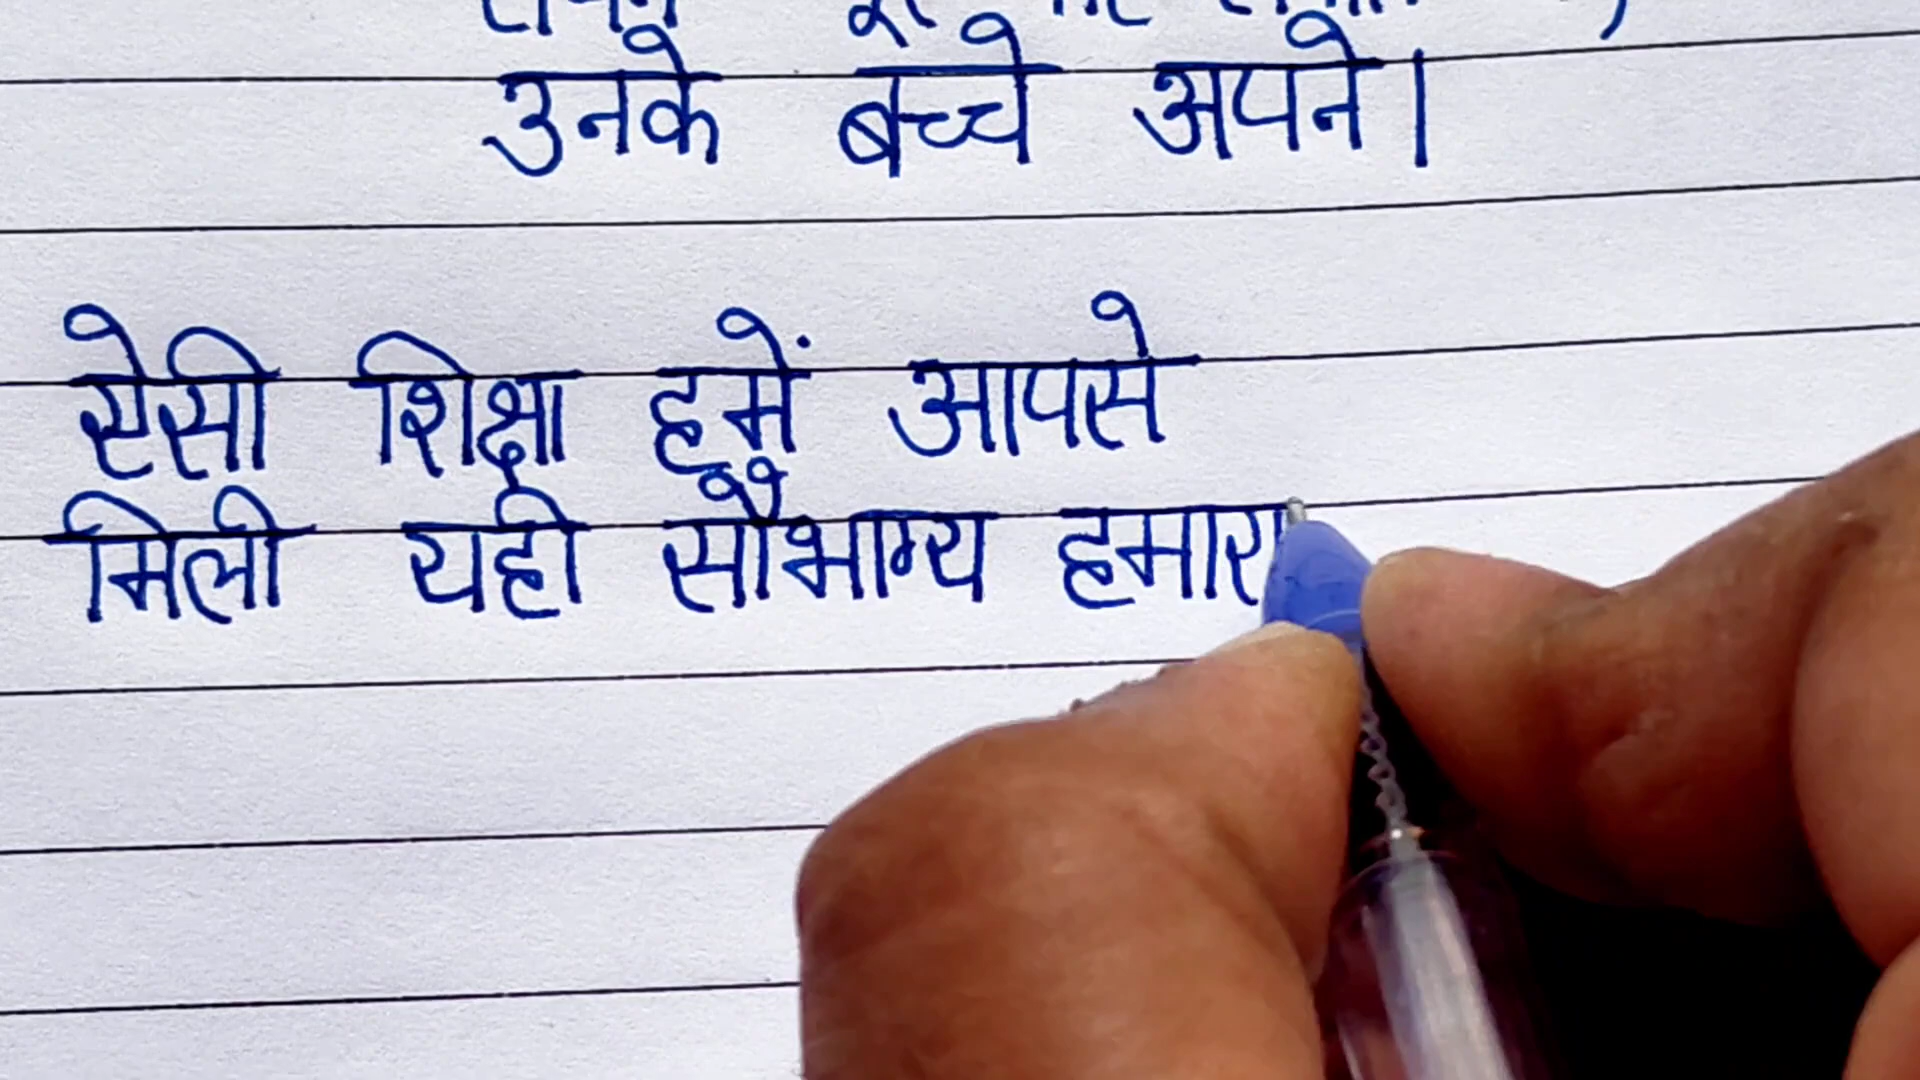 उनके बच्चे अपने।
ऐसी शिक्षा हमें आपसे
मिली यही सौभाग्य हमारा